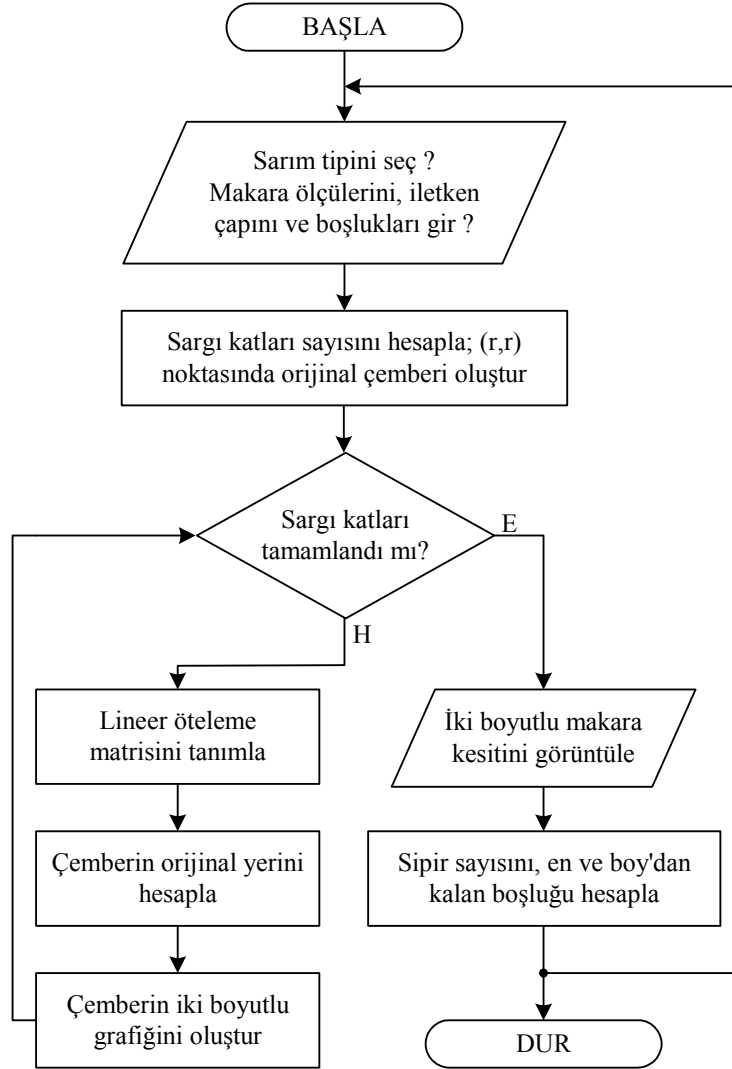 BAŞLA
Sarım tipini seç ?
Makara ölçülerini, iletken
çapını ve boşlukları gir ?
Sargı katları sayısını hesapla; (r,r)
noktasında orijinal çemberi oluştur
Sargı katları
tamamlandı mı?
E
H
Lineer öteleme
matrisini tanımla
Çemberin orijinal yerini
hesapla
Çemberin iki boyutlu
grafiğini oluştur
İki boyutlu makara
kesitini görüntüle
Sipir sayısını, en ve boy'dan
kalan boşluğu hesapla
DUR